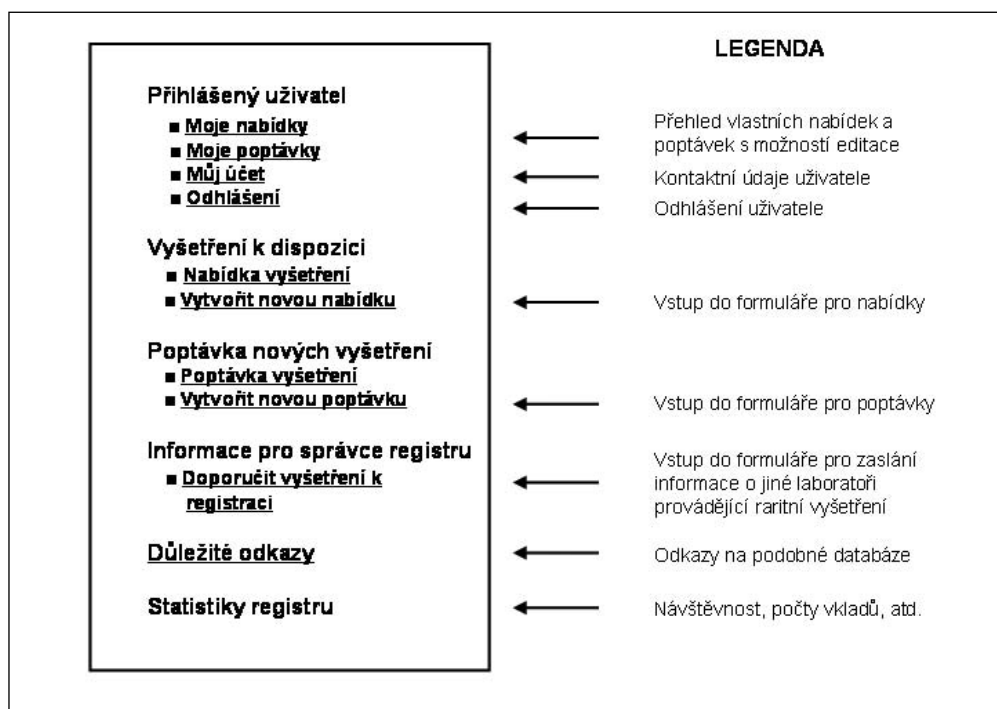 LEGENDA
Přihlášený uživatel
Moje nabídky
Moje poptávky
Můj účet
Odhlášení
Vyšetření k dispozici
Nabídka vyšetření
Vytvořit novou nabídku
Poptávka nových vyšetření
Poptávka vyšetření
Vytvořit novou poptávku
Informace pro správce registru
Doporučit vyšetření k
registraci
Důležité odkazy
Statistiky registru
Přehled vlastních nabídek a
poptávek s možností editace
Kontaktní údaje uživatele
Odhlášení uživatele
Vstup do formuláře pro nabídky
Vstup do formuláře pro poptávky
Vstup do formuláře pro zaslání
informace o jiné laboratoři
provádějící raritní vyšetření
Odkazy na podobné databáze
Návštěvnost, počty vkladů, atd.